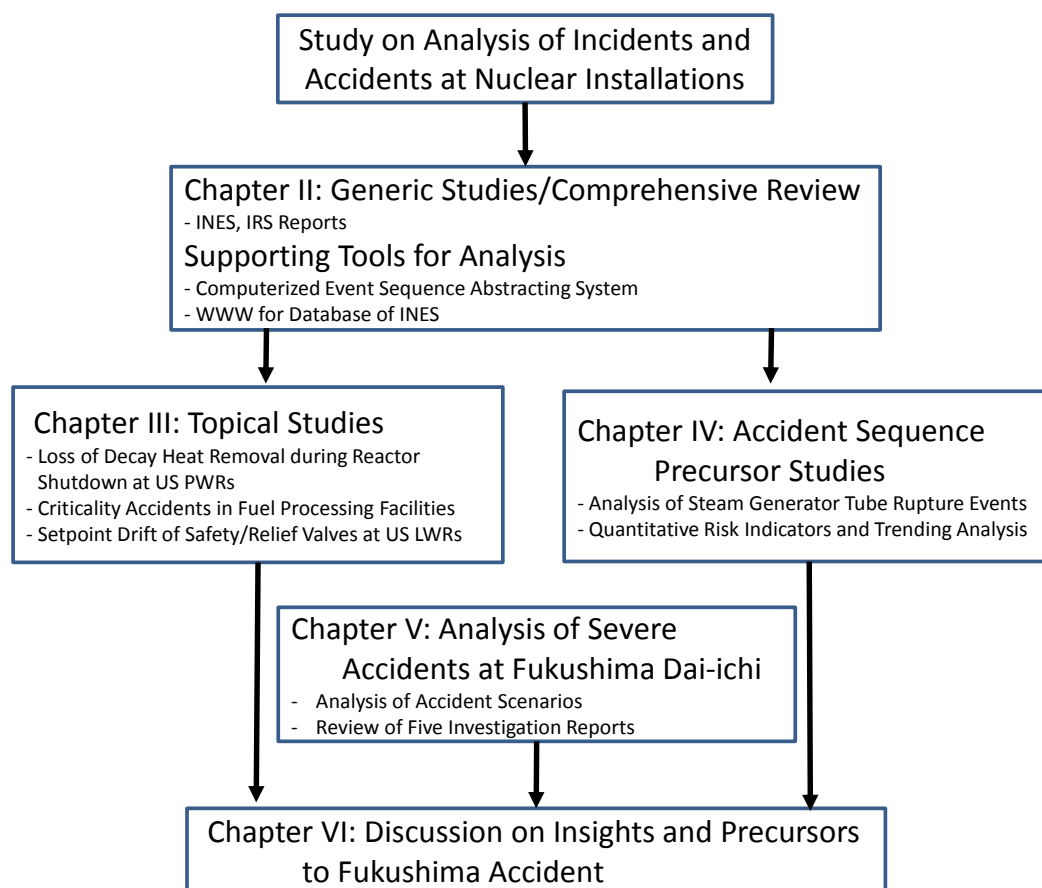 Study on Analysis of Incidents and
Accidents at Nuclear Installations
Chapter II: Generic Studies/Comprehensive Review
- INES, IRS Reports
Supporting Tools for Analysis
- Computerized Event Sequence Abstracting System
- WWW for Database of INES
Chapter III: Topical Studies
- Loss of Decay Heat Removal during Reactor
Shutdown at US PWRs
- Criticality Accidents in Fuel Processing Facilities
- Setpoint Drift of Safety/Relief Valves at US LWRs
Chapter IV: Accident Sequence
Precursor Studies
- Analysis of Steam Generator Tube Rupture Events
- Quantitative Risk Indicators and Trending Analysis
Chapter V: Analysis of Severe
Accidents at Fukushima Dai-ichi
- Analysis of Accident Scenarios
- Review of Five Investigation Reports
Chapter VI: Discussion on Insights and Precursors
to Fukushima Accident